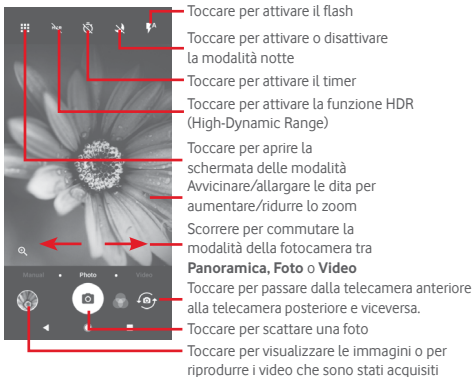 Toccare per attivare il flash
Toccare per attivare o disattivare
la modalità notte
Toccare per attivare il timer
Toccare per attivare la funzione HDR
(High-Dynamic Range)
Toccare per aprire la
schermata delle modalità
Avvicinare/allargare le dita per
aumentare/ridurre lo zoom
Scorrere per commutare la
modalità della fotocamera tra
Panoramica, Foto o Video
Manual • Photo • Video
Toccare per passare dalla telecamera anteriore
alla telecamera posteriore e viceversa.
Toccare per scattare una foto
Toccare per visualizzare le immagini o per
riprodurre i video che sono stati acquisiti